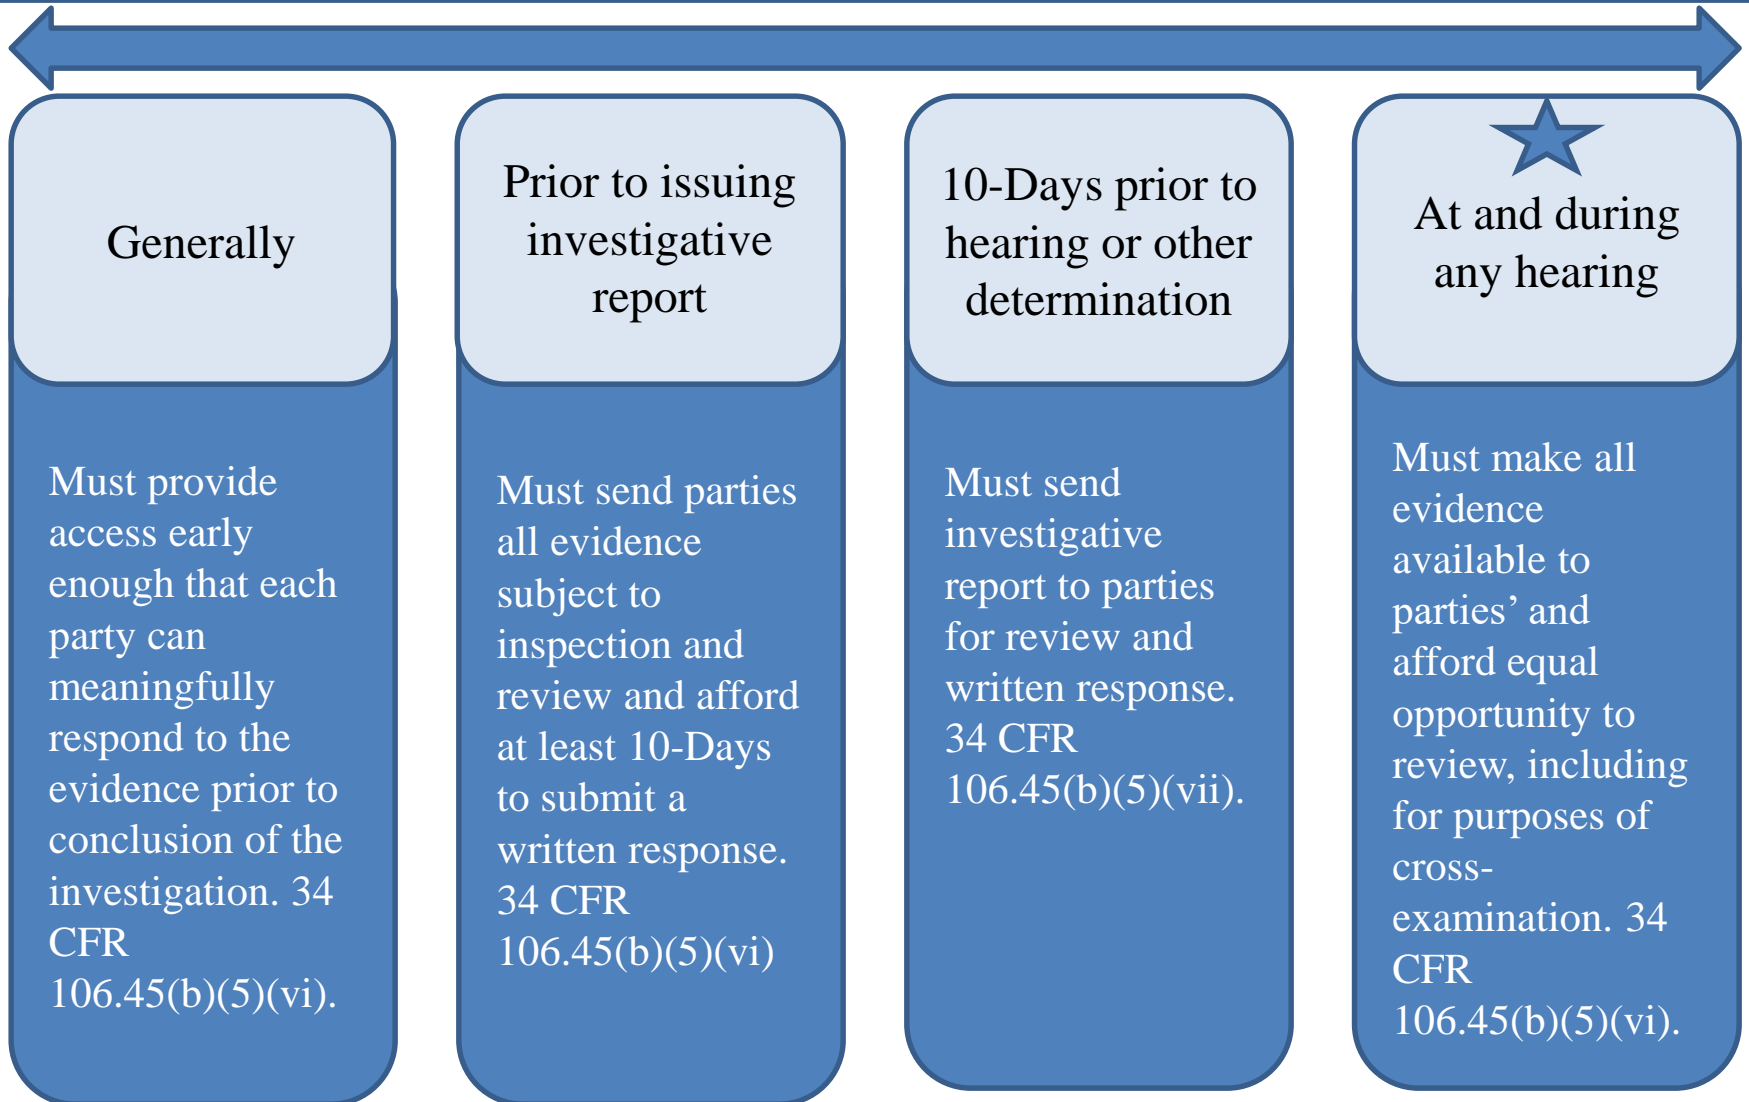 Generally
Must provide
access early
enough that each
party can
meaningfully
respond to the
evidence prior to
conclusion of the
investigation. 34
CFR
106.45(b)(5)(vi).
Prior to issuing
investigative
report
Must send parties
all evidence
subject to
inspection and
review and afford
at least 10-Days
to submit a
written response.
34 CFR
106.45(b)(5)(vi)
10-Days prior to
hearing or other
determination
Must send
investigative
report to parties
for review and
written response.
34 CFR
106.45(b)(5)(vii).
At and during
any hearing
Must make all
evidence
available to
parties’ and
afford equal
opportunity to
review, including
for purposes of
cross-
examination. 34
CFR
106.45(b)(5)(vi).